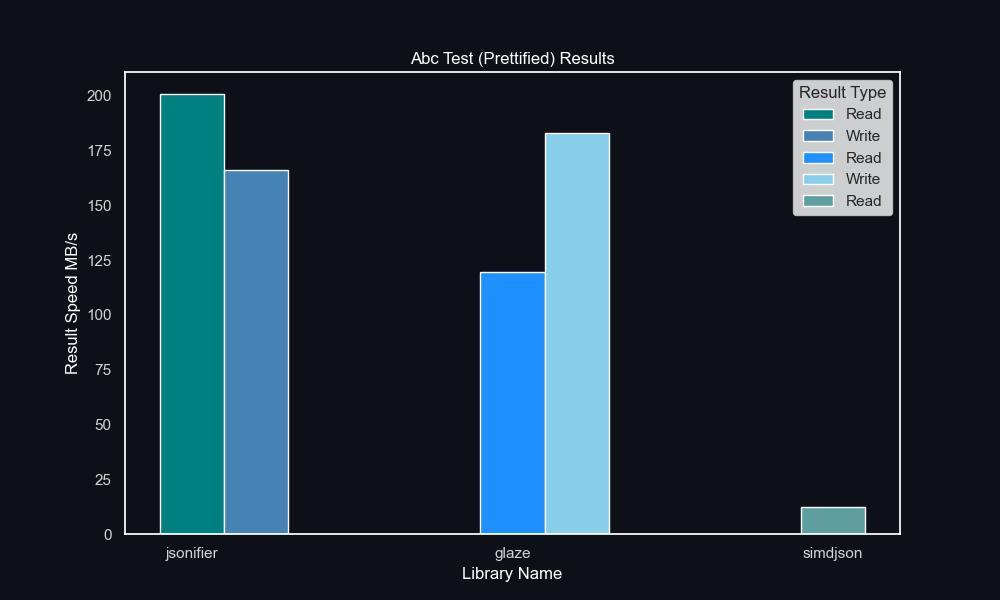 Abc Test (Prettified) Results
Result Speed MB/s
200
175
150
125
100
75
50
25
0
Result Type
Read
Write
Read
Write
Read
jsonifier
glaze
simdjson
Library Name